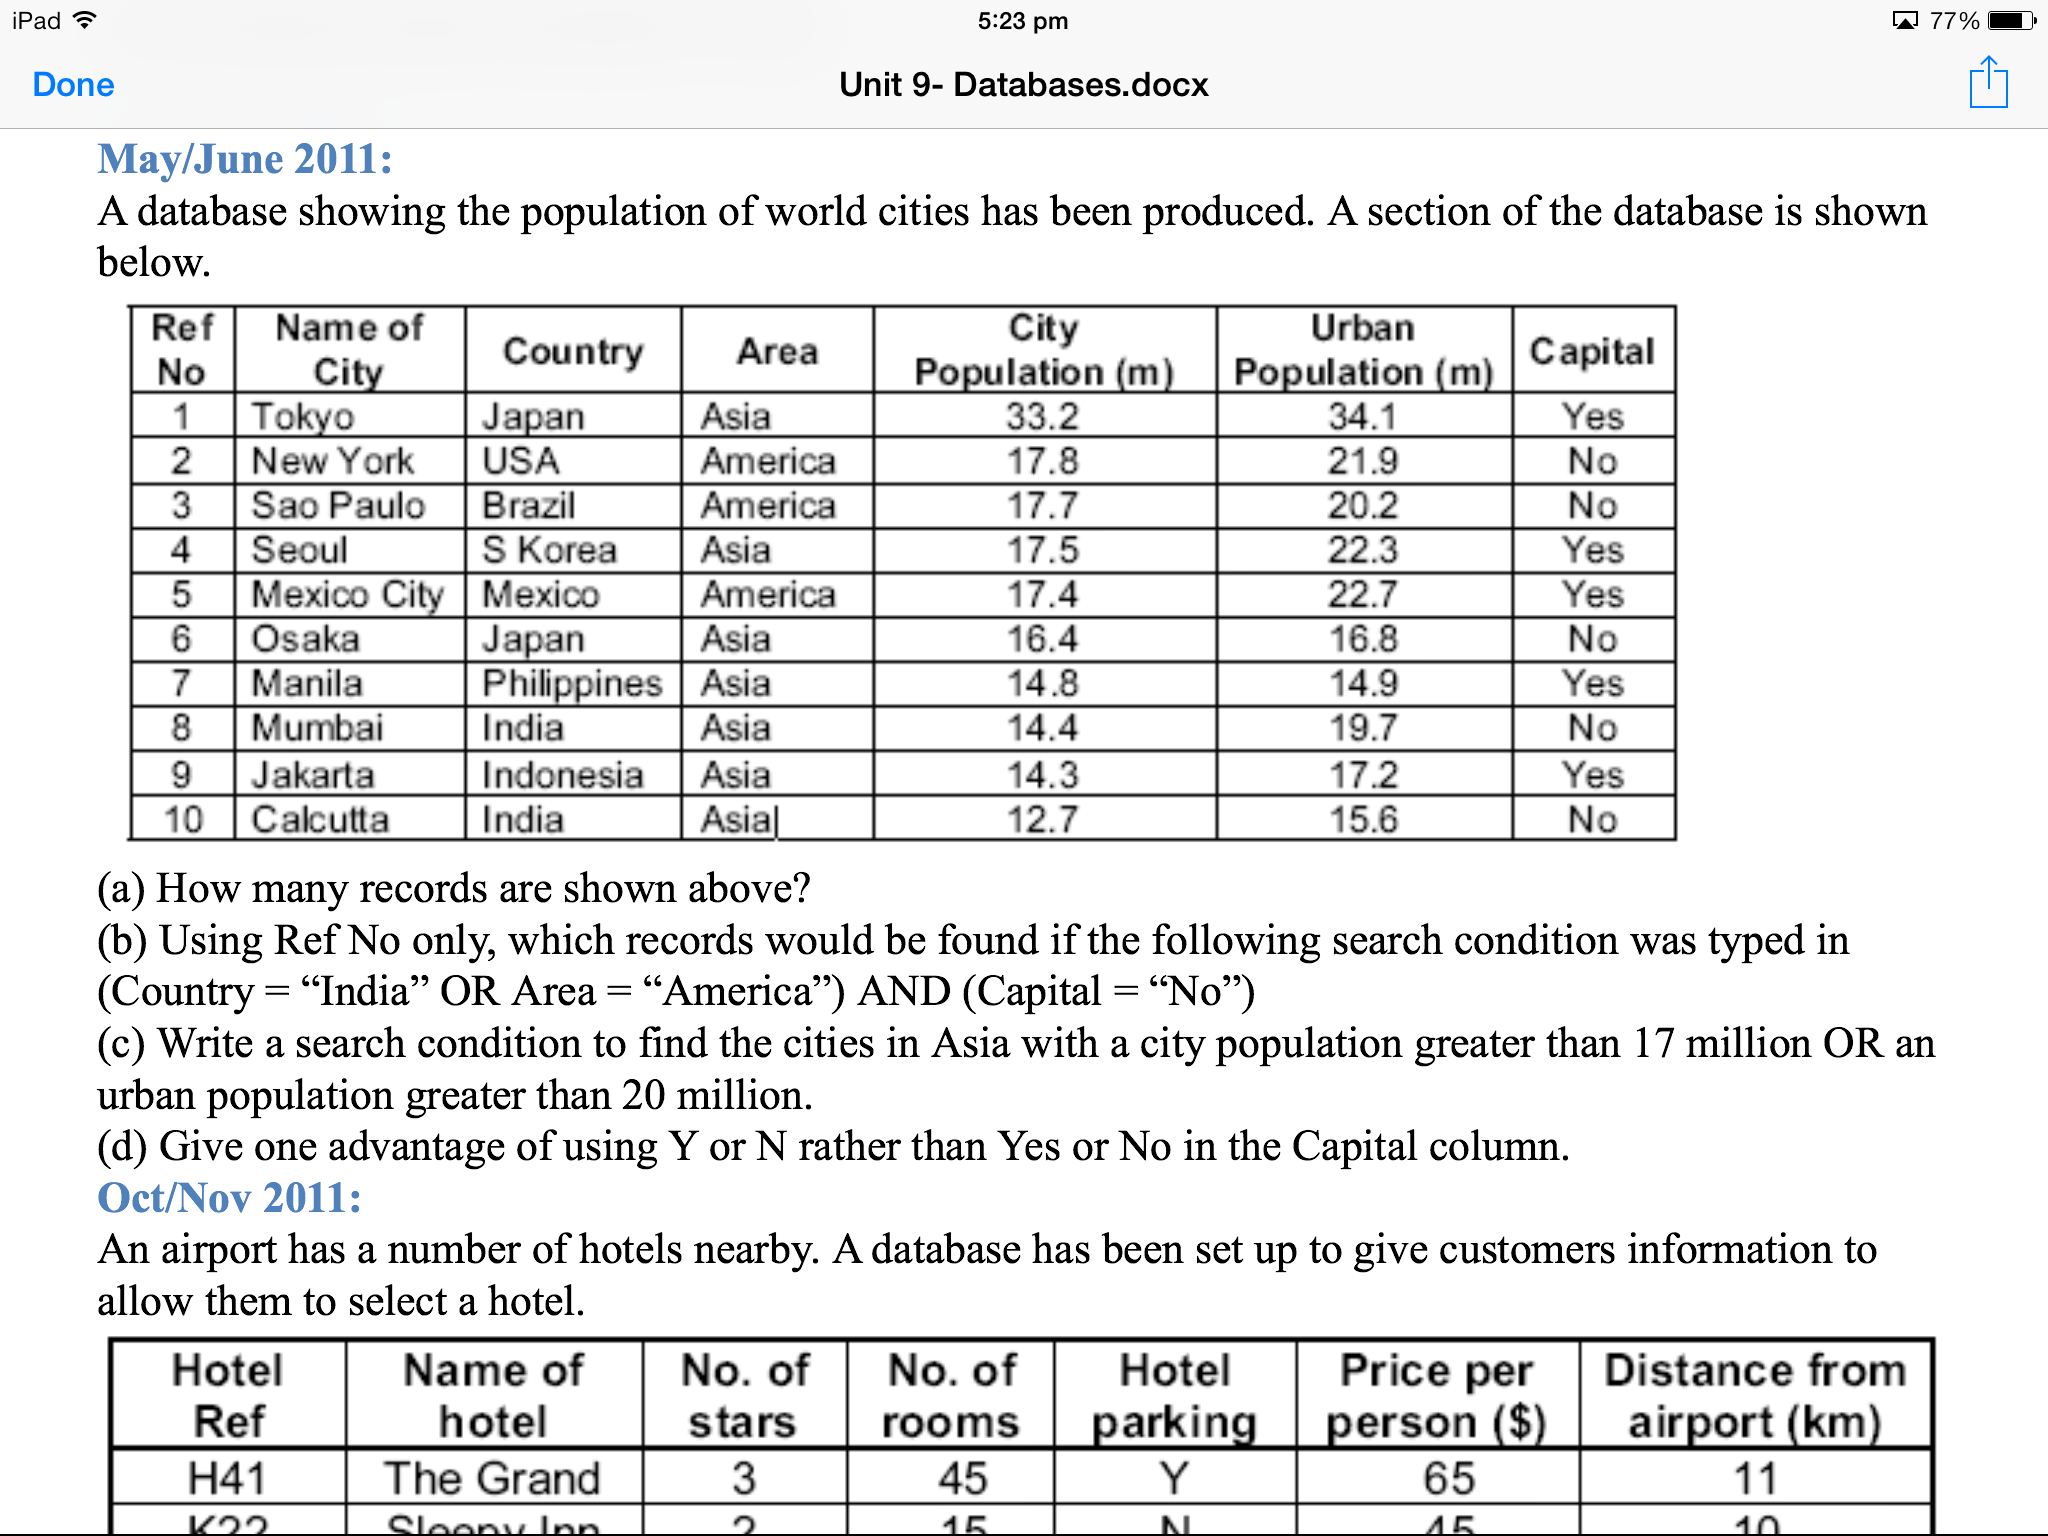 iPad 5:23 pm 77%
Done Unit 9- Databases.docx
May/June 2011:
A database showing the population of world cities has been produced. A section of the database is shown
below.
Ref No Name of City Country Area City Population (m) Urban Population (m) Capital
1 Tokyo Japan Asia 33.2 34.1 Yes
2 New York USA America 17.8 21.9 No
3 Sao Paulo Brazil America 17.7 20.2 No
4 Seoul S Korea Asia 17.5 22.3 Yes
5 Mexico City Mexico America 17.4 22.7 Yes
6 Osaka Japan Asia 16.4 16.8 No
7 Manila Philippines Asia 14.8 14.9 Yes
8 Mumbai India Asia 14.4 19.7 No
9 Jakarta Indonesia Asia 14.3 17.2 Yes
10 Calcutta India Asia 12.7 15.6 No
(a) How many records are shown above?
(b) Using Ref No only, which records would be found if the following search condition was typed in
(Country = “India” OR Area = “America”) AND (Capital = “No”)
(c) Write a search condition to find the cities in Asia with a city population greater than 17 million OR an
urban population greater than 20 million.
(d) Give one advantage of using Y or N rather than Yes or No in the Capital column.
Oct/Nov 2011:
An airport has a number of hotels nearby. A database has been set up to give customers information to
allow them to select a hotel.
Hotel Ref Name of hotel No. of stars No. of rooms Hotel parking Price per person ($) Distance from airport (km)
H41 The Grand 3 45 Y 65 11
K22 Sleepy Inn 2 15 N 45 10